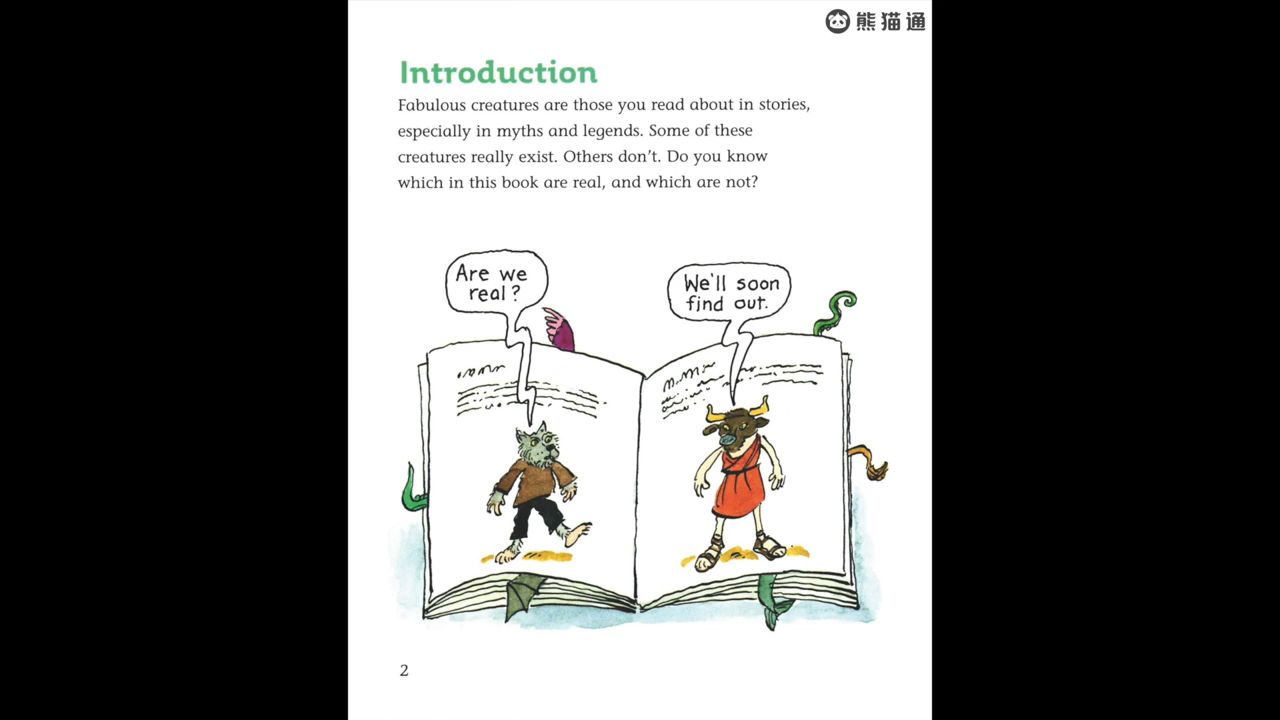 熊猫通
Introduction
Fabulous creatures are those you read about in stories,
especially in myths and legends. Some of these
creatures really exist. Others don't. Do you know
which in this book are real, and which are not?
Are we
real?
We'll soon
find out.
2